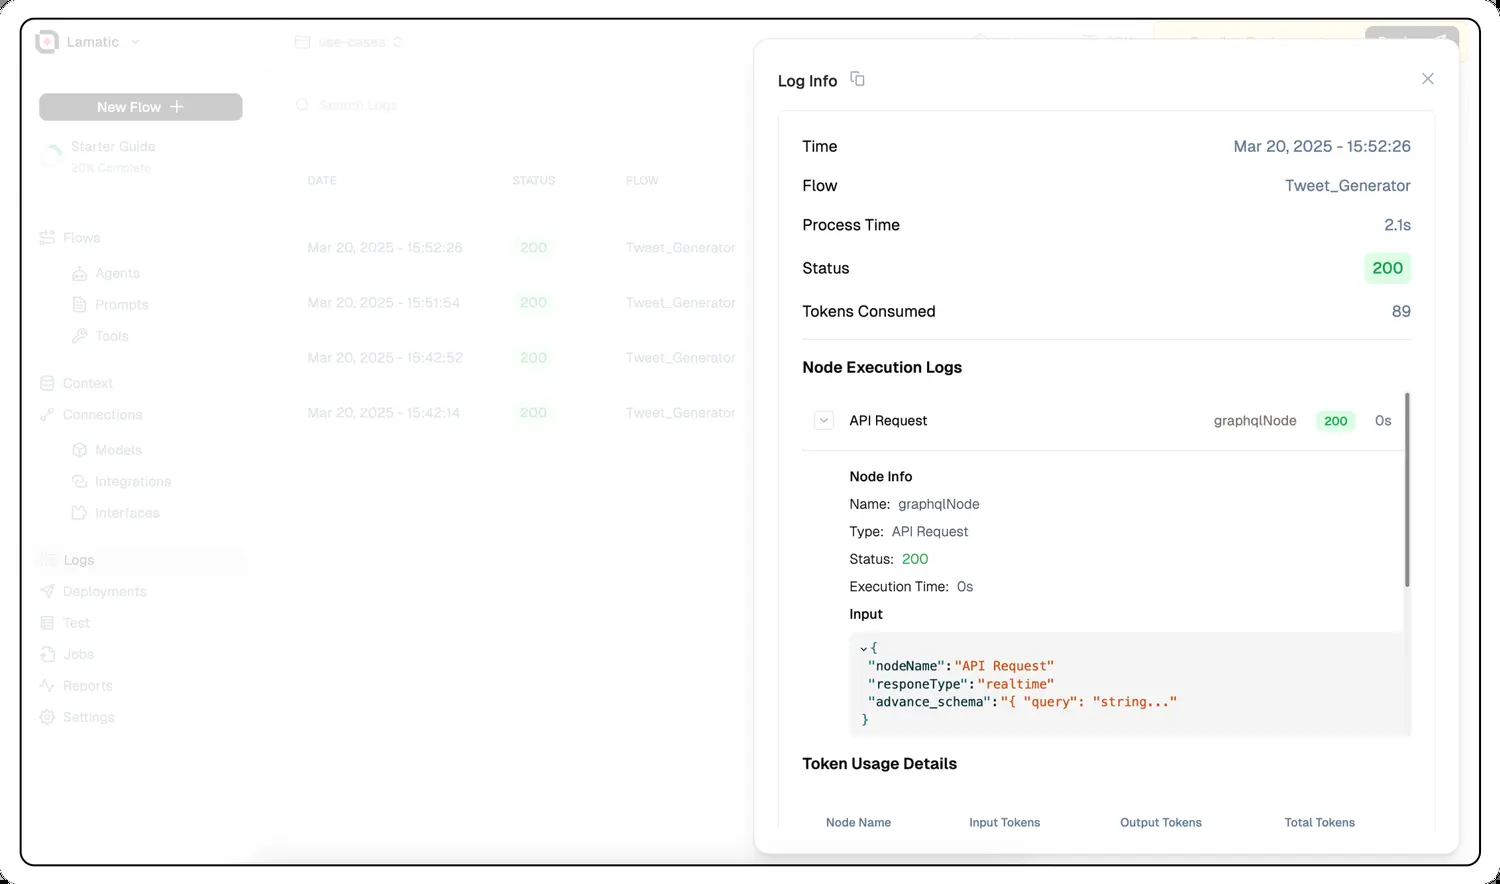 Lamatic
use-cases
New Flow
Search Logs
Starter Guide
20% Complete
DATE STATUS FLOW
Flows
Mar 20, 2025 - 15:52:26 200 Tweet_Generator
Agents
Prompts
Mar 20, 2025 - 15:51:54 200 Tweet_Generator
Tools
Mar 20, 2025 - 15:42:52 200 Tweet_Generator
Context
Connections
Mar 20, 2025 - 15:42:14 200 Tweet_Generator
Models
Integrations
Interfaces
Logs
Deployments
Test
Jobs
Reports
Settings
Log Info
Time Mar 20, 2025 - 15:52:26
Flow Tweet_Generator
Process Time 2.1s
Status 200
Tokens Consumed 89
Node Execution Logs
API Request graphqlNode 200 0s
Node Info
Name: graphqlNode
Type: API Request
Status: 200
Execution Time: 0s
Input
{
"nodeName":"API Request"
"responeType":"realtime"
"advance_schema":"{ "query": "string..."
}
Token Usage Details
Node Name Input Tokens Output Tokens Total Tokens